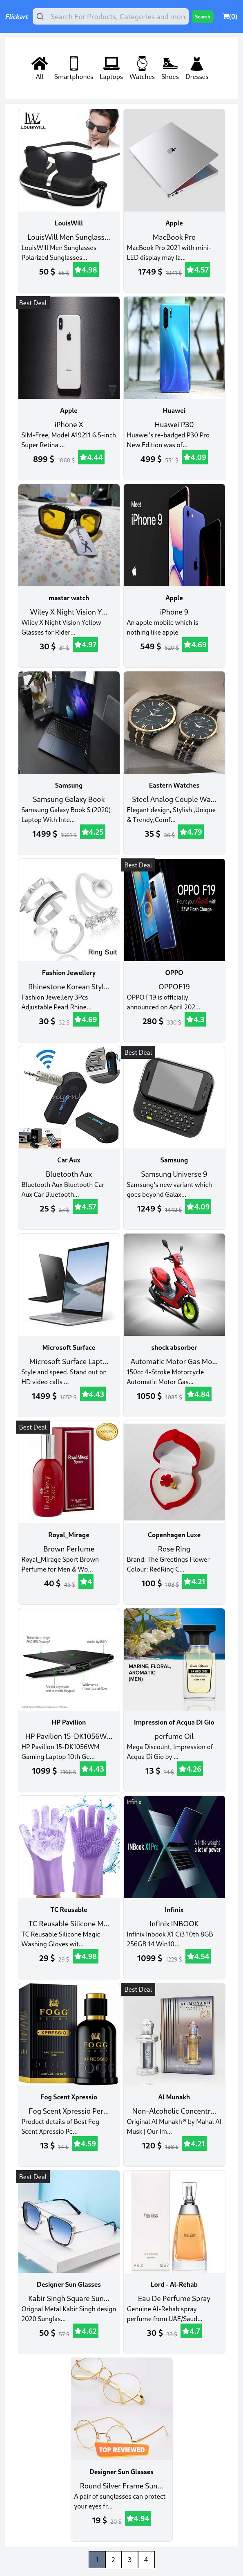 Flickart
Search For Products, Categories and mor
Search
(0)
All
Smartphones
Laptops
Watches
Shoes
Dresses
LOUISWILL
LouisWill
LouisWill Men Sunglass...
LouisWill Men Sunglasses
Polarized Sunglasses...
50 $ 55 $ 4.98
Apple
MacBook Pro
MacBook Pro 2021 with mini-
LED display may la...
1749 $ 1941 $ 4.57
Best Deal
Apple
iPhone X
SIM-Free, Model A19211 6.5-inch
Super Retina ...
899 $ 1060 $ 4.44
Huawei
Huawei P30
Huawei's re-badged P30 Pro
New Edition was of...
499 $ 551 $ 4.09
mastar watch
Wiley X Night Vision Y...
Wiley X Night Vision Yellow
Glasses for Rider...
30 $ 31 $ 4.97
Meet
iPhone 9
Apple
iPhone 9
An apple mobile which is
nothing like apple
549 $ 620 $ 4.69
Samsung
Samsung Galaxy Book
Samsung Galaxy Book S (2020)
Laptop With Inte...
1499 $ 1561 $ 4.25
Eastern Watches
Steel Analog Couple Wa...
Elegant design, Stylish ,Unique
& Trendy,Comf...
35 $ 36 $ 4.79
Ring Suit
Fashion Jewellery
Rhinestone Korean Styl...
Fashion Jewellery 3Pcs
Adjustable Pearl Rhine...
30 $ 32 $ 4.69
Best Deal
OPPO F19
Flaunt your Nights with
33W Flash Charge
OPPO
OPPOF19
OPPO F19 is officially
announced on April 202...
280 $ 330 $ 4.3
Car Aux
Bluetooth Aux
Bluetooth Aux Bluetooth Car
Aux Car Bluetooth...
25 $ 27 $ 4.57
Best Deal
Samsung
Samsung Universe 9
Samsung's new variant which
goes beyond Galax...
1249 $ 1442 $ 4.09
Microsoft Surface
Microsoft Surface Lapt...
Style and speed. Stand out on
HD video calls ...
1499 $ 1652 $ 4.43
shock absorber
Automatic Motor Gas Mo...
150cc 4-Stroke Motorcycle
Automatic Motor Gas...
1050 $ 1085 $ 4.84
Best Deal
Royal_Mirage
Brown Perfume
Royal_Mirage Sport Brown
Perfume for Men & Wo...
40 $ 46 $ 4
Copenhagen Luxe
Rose Ring
Brand: The Greetings Flower
Colour: RedRing C...
100 $ 103 $ 4.21
HP Pavilion
HP Pavilion 15-DK1056W...
HP Pavilion 15-DK1056WM
Gaming Laptop 10th Ge...
1099 $ 1166 $ 4.43
MARINE, FLORAL,
AROMATIC
(MEN)
Impression of Acqua Di Gio
perfume Oil
Mega Discount, Impression of
Acqua Di Gio by ...
13 $ 14 $ 4.26
TC Reusable
TC Reusable Silicone M...
TC Reusable Silicone Magic
Washing Gloves wit...
29 $ 29 $ 4.98
Infinix
INBOOK X1Pro
A little weight
a lot of power
Infinix
Infinix INBOOK
Infinix Inbook X1 Ci3 10th 8GB
256GB 14 Win10...
1099 $ 1229 $ 4.54
FOGG
XPRESSIO
FOGG
XPRESSIO
Fog Scent Xpressio
Fog Scent Xpressio Per...
Product details of Best Fog
Scent Xpressio Pe...
13 $ 14 $ 4.59
Best Deal
AL MUNAKH
Al Munakh
Non-Alcoholic Concentr...
Original Al Munakh® by Mahal Al
Musk | Our Im...
120 $ 138 $ 4.21
Best Deal
Designer Sun Glasses
Kabir Singh Square Sun...
Orignal Metal Kabir Singh design
2020 Sunglas...
50 $ 57 $ 4.62
Lord - Al-Rehab
Eau De Perfume Spray
Genuine Al-Rehab spray
perfume from UAE/Saud...
30 $ 33 $ 4.7
TOP REVIEWED
Designer Sun Glasses
Round Silver Frame Sun...
A pair of sunglasses can protect
your eyes fr...
19 $ 20 $ 4.94
1 2 3 4